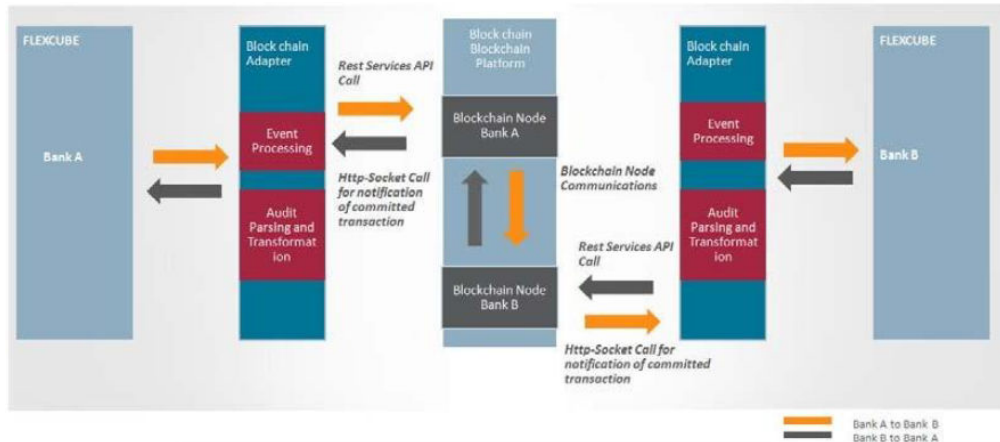 FLEXCUBE
Bank A
Block chain
Adapter
Event
Processing
Audit
Parsing and
Transformat
ion
Rest Services API
Call
Http-Socket Call
for notification
of committed
transaction
Block chain
Blockchain
Platform
Blockchain Node
Bank A
Blockchain Node
Communications
Blockchain Node
Bank B
Rest Services API
Call
Http-Socket Call for
notification of committed
transaction
Block chain
Adapter
Event
Processing
Audit
Parsing and
Transformat
ion
FLEXCUBE
Bank B
Bank A to Bank B
Bank B to Bank A